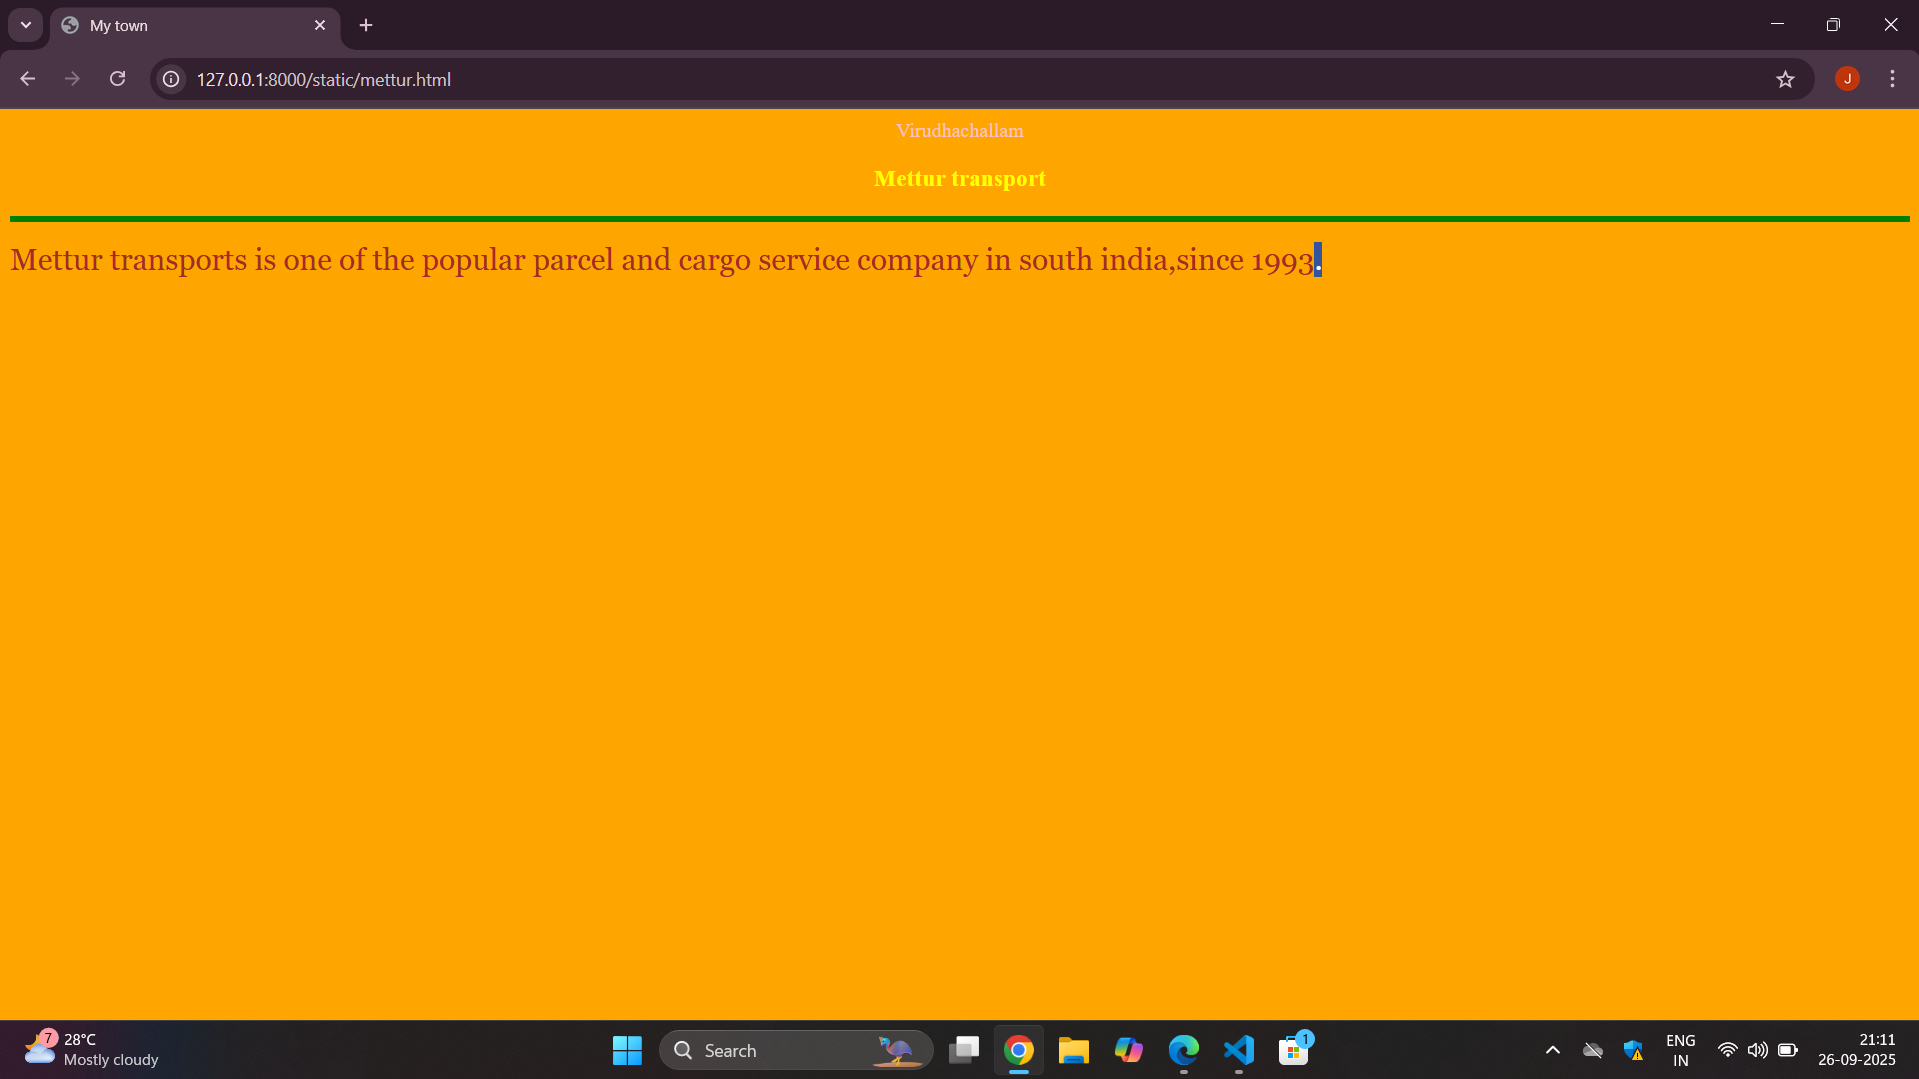 My town
127.0.0.1:8000/static/mettur.html
J
Virudhachallam
Mettur transport
Mettur transports is one of the popular parcel and cargo service company in south india,since 1993.
7
28°C
Mostly cloudy
Search
1
ENG
IN
21:11
26-09-2025